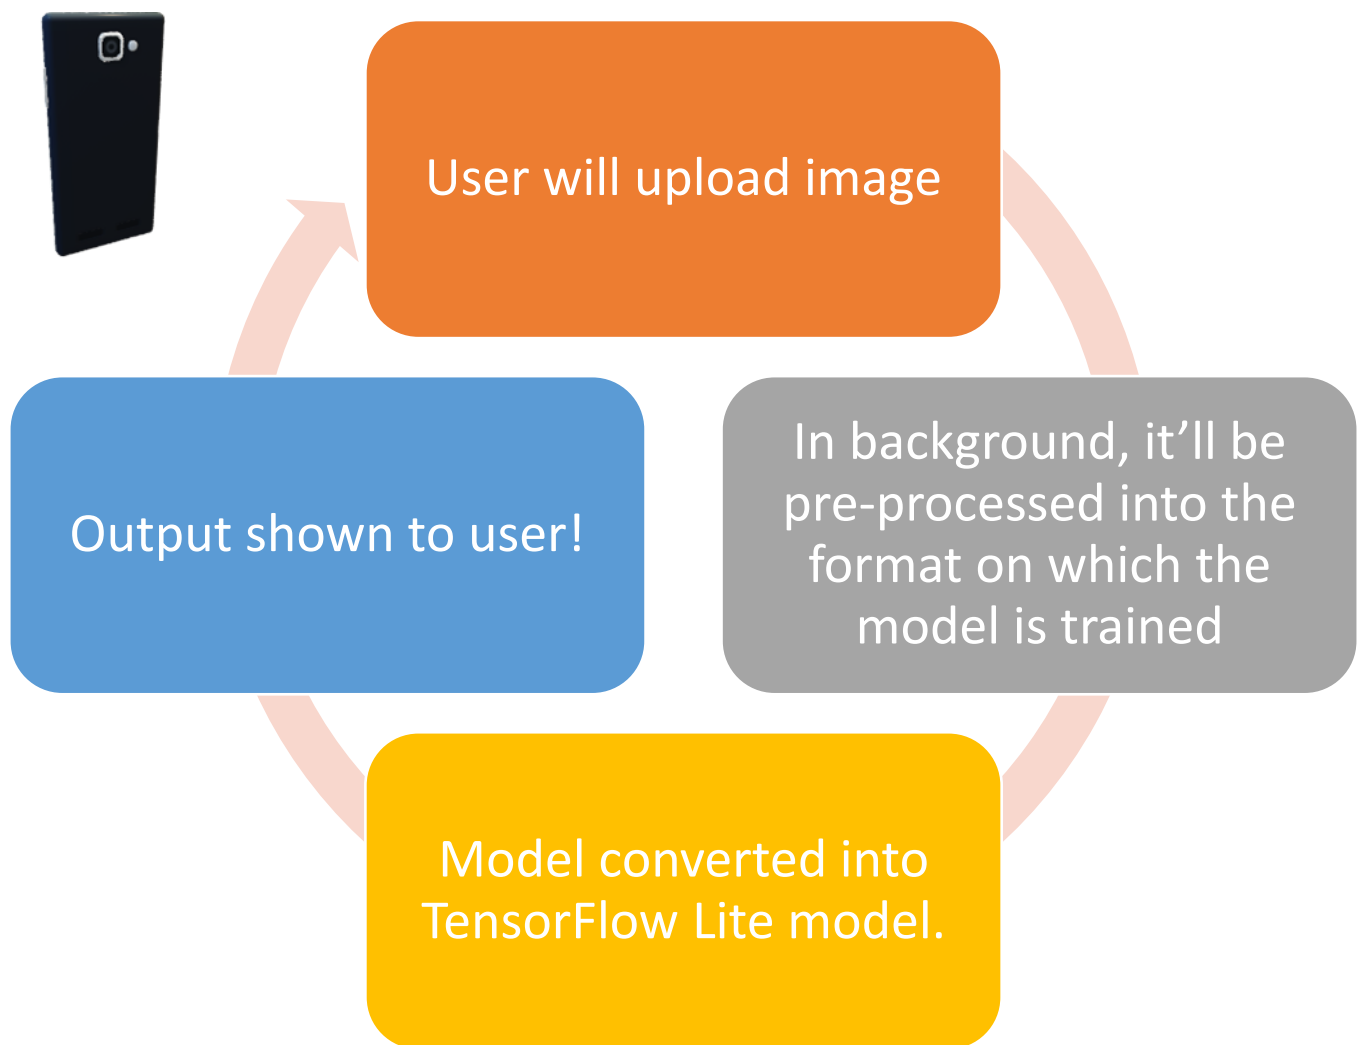 User will upload image
In background, it’ll be
pre-processed into the
format on which the
model is trained
Model converted into
TensorFlow Lite model.
Output shown to user!